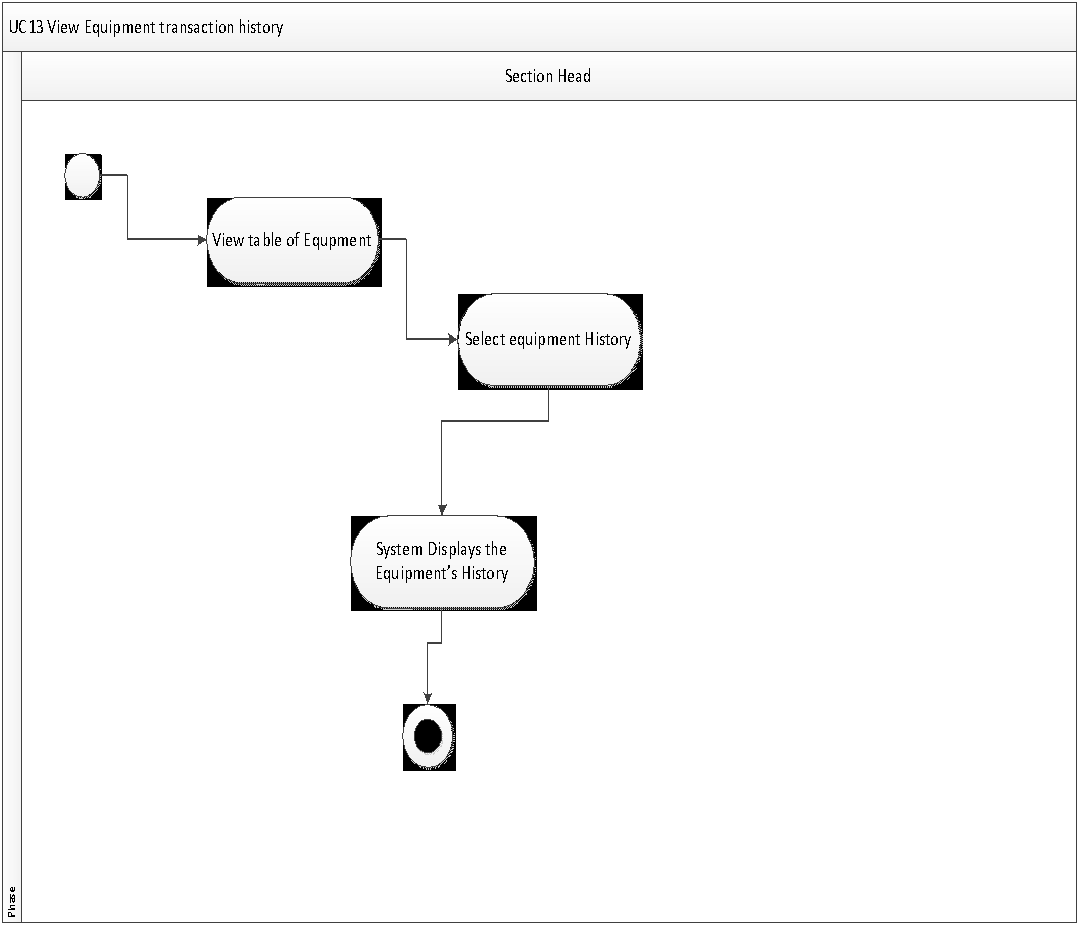 UC13 View Equipment transaction history
Section Head
View table of Equpment
Select equipment History
System Displays the
Equipment’s History
Phase